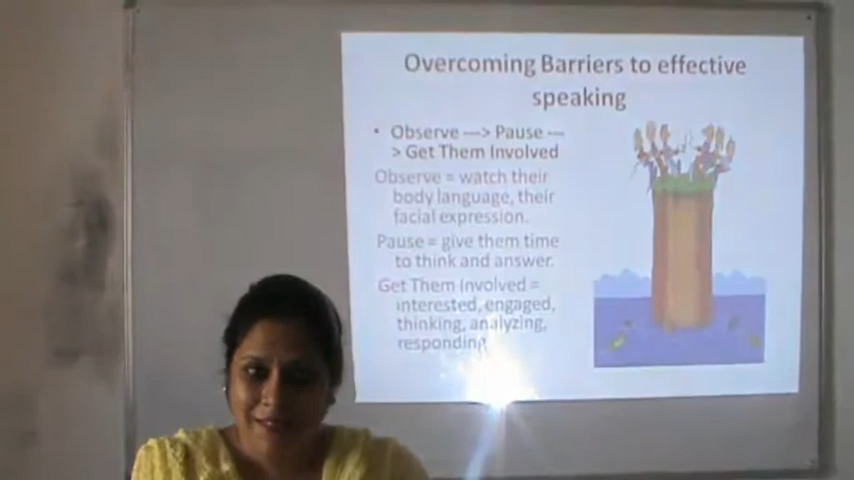 Overcoming Barriers to effective
speaking
• Observe —> Pause —
> Get Them Involved
Observe = watch their
body language, their
facial expression.
Pause = give them time
to think and answer.
Get Them Involved =
interested, engaged,
thinking, analyzing,
responding